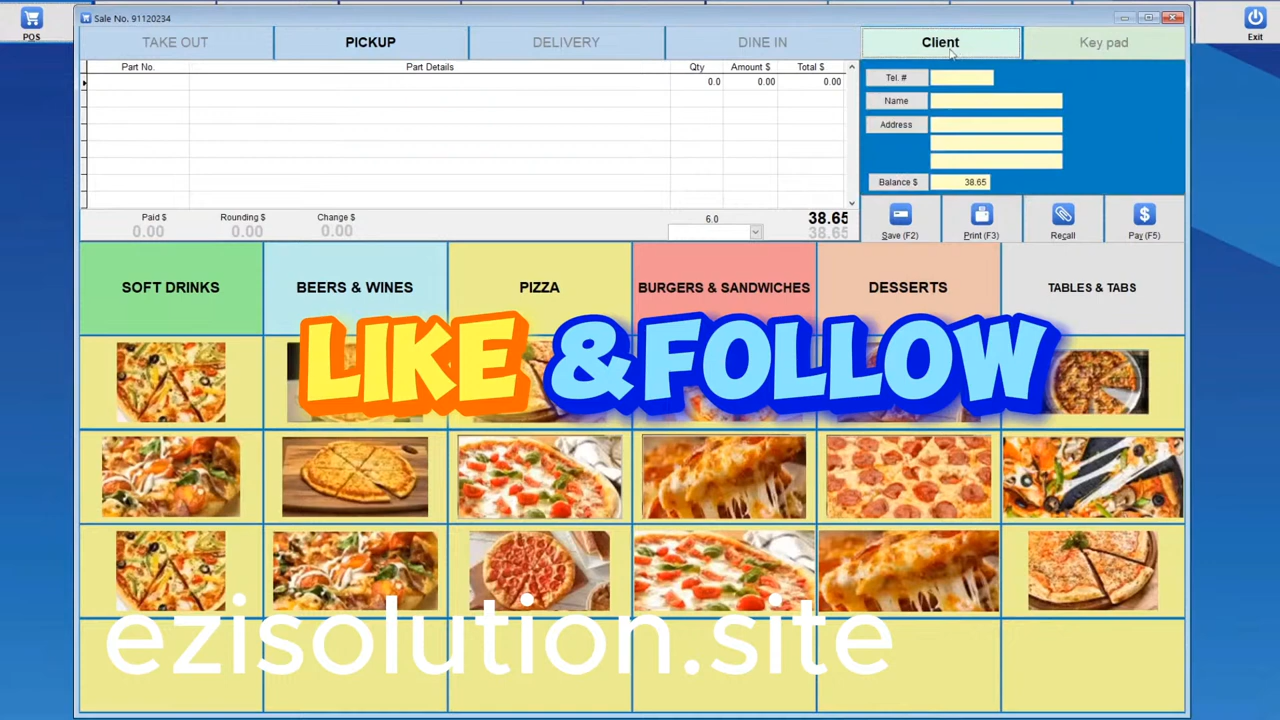 Sale No. 91120234
POS
Exit
TAKE OUT
PICKUP
DELIVERY
DINE IN
Client
Key pad
Part No.
Part Details
Qty
Amount $
Total $
0.0
0.00
0.00
Tel. #
Name
Address
Balance $
38.65
Paid $
Rounding $
Change $
6.0
38.65
0.00
0.00
0.00
38.65
Save (F2)
Print (F3)
Recall
Pay (F5)
SOFT DRINKS
BEERS & WINES
PIZZA
BURGERS & SANDWICHES
DESSERTS
TABLES & TABS
LIKE &FOLLOW
ezisolution.site